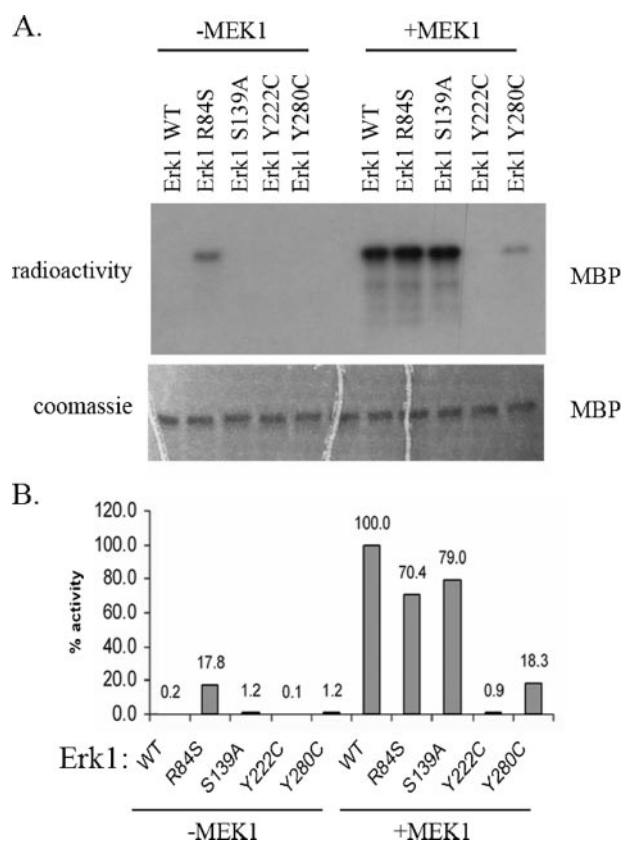 A.
-MEK1 +MEK1
Erk1 WT
Erk1 R84S
Erk1 S139A
Erk1 Y222C
Erk1 Y280C
Erk1 WT
Erk1 R84S
Erk1 S139A
Erk1 Y222C
Erk1 Y280C
radioactivity MBP
coomassie MBP
B.
% activity
120.0
100.0
80.0
60.0
40.0
20.0
0.0
0.2
17.8
1.2
0.1
1.2
100.0
70.4
79.0
0.9
18.3
Erk1: WT R84S S139A Y222C Y280C WT R84S S139A Y222C Y280C
-MEK1 +MEK1